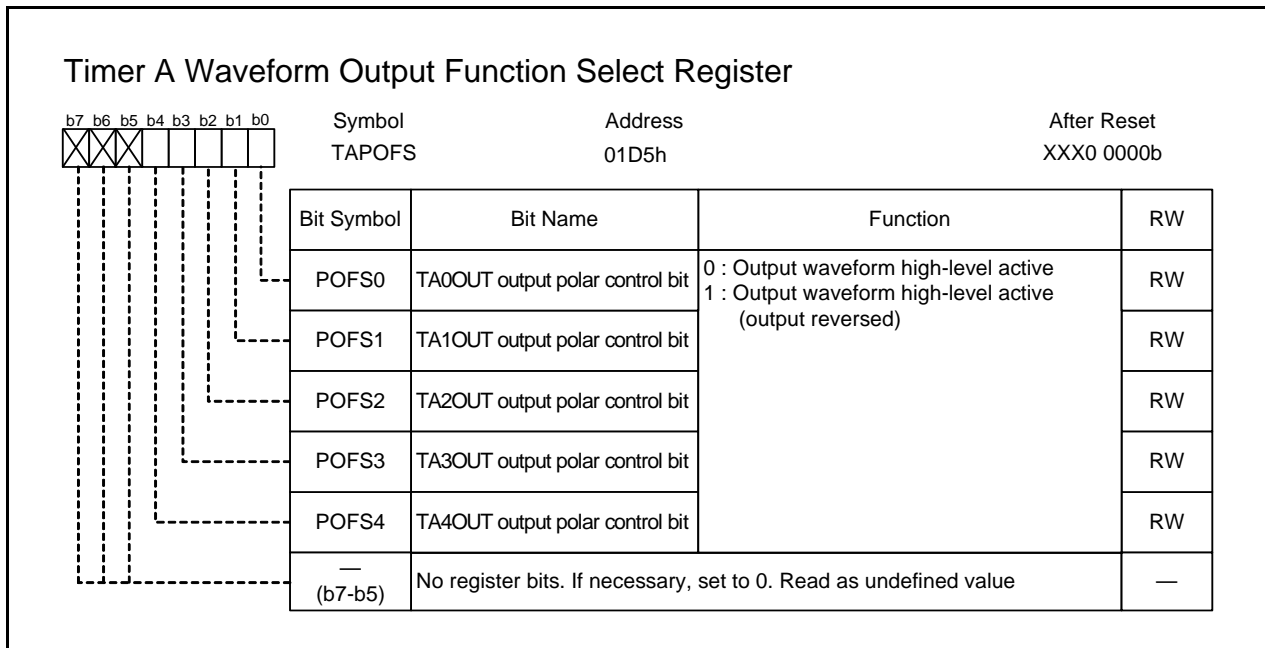 Timer A Waveform Output Function Select Register
b7 b6 b5 b4 b3 b2 b1 b0
Symbol Address After Reset
TAPOFS 01D5h XXX0 0000b
Bit Symbol Bit Name Function RW
POFS0 TA0OUT output polar control bit 0 : Output waveform high-level active RW
1 : Output waveform high-level active
(output reversed)
POFS1 TA1OUT output polar control bit RW
POFS2 TA2OUT output polar control bit RW
POFS3 TA3OUT output polar control bit RW
POFS4 TA4OUT output polar control bit RW
—
(b7-b5) No register bits. If necessary, set to 0. Read as undefined value —